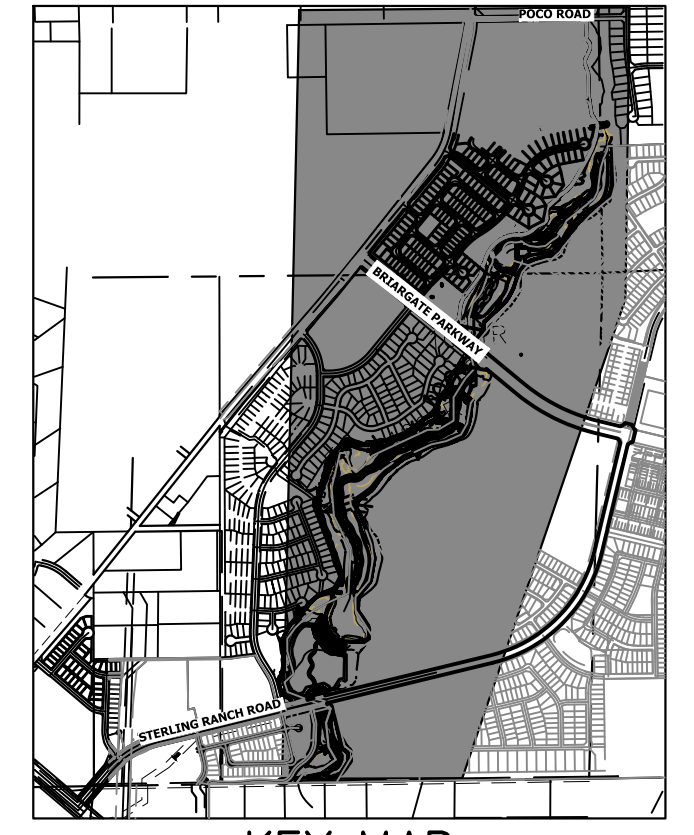 POCO ROAD
BRIARGATE PARKWAY
R
STERLING RANCH ROAD
KEY MAP